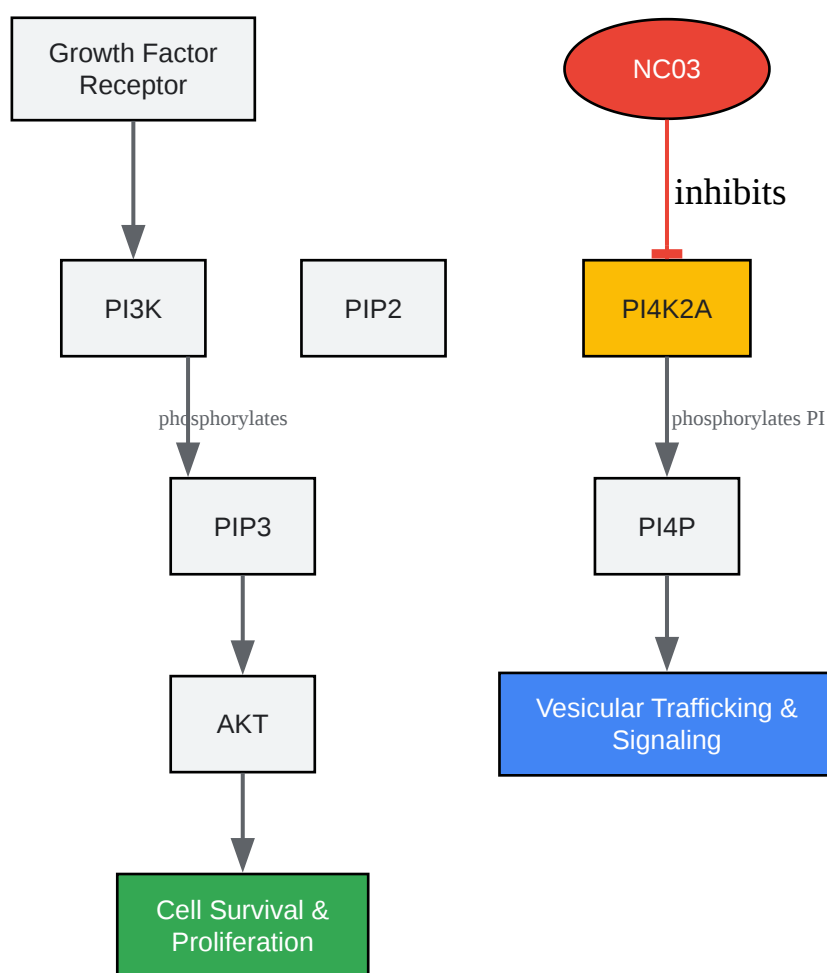 Growth Factor
Receptor
NC03
inhibits
PI3K
PIP2
PI4K2A
phosphorylates
phosphorylates PI
PIP3
PI4P
AKT
Vesicular Trafficking &
Signaling
Cell Survival &
Proliferation